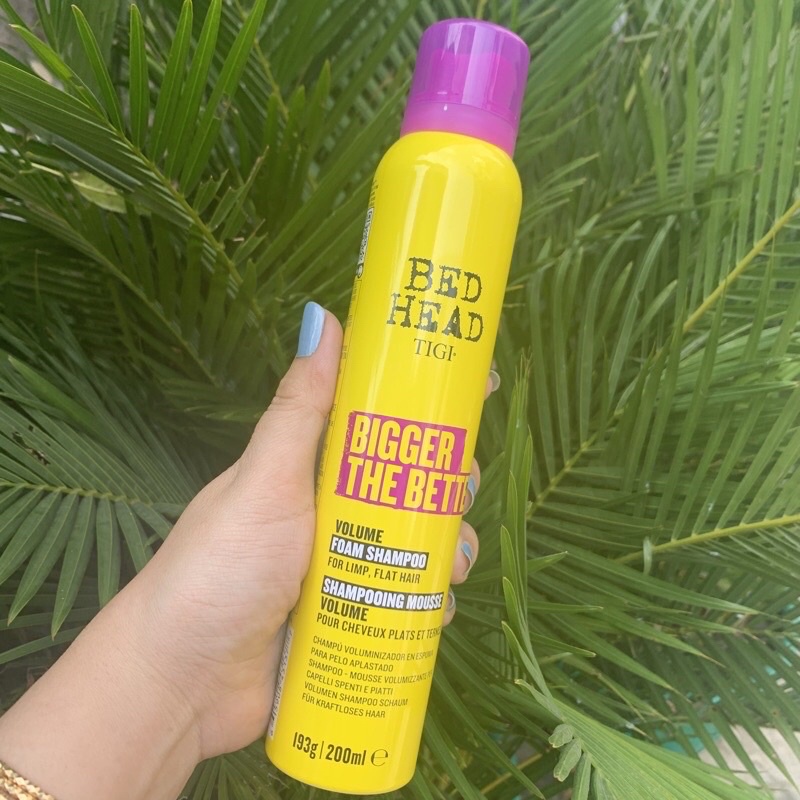 BED
HEAD
TIGI
BIGGER
THE BETT
VOLUME
FOAM SHAMPOO
FOR LIMP, FLAT HAIR
SHAMPOOING MOUSSE
VOLUME
POUR CHEVEUX PLATS ET
CHAMPÚ VOLUMINIZADOR EN
PARA PELO APLASTADO
SHAMPOO - MOUSSE VOLUMIZZANTE
CAPELLI SPENTI E PIATTI
VOLUMEN SHAMPOO SCHAUM
FÜR KRAFTLOSES HAAR
193g | 200ml ℮